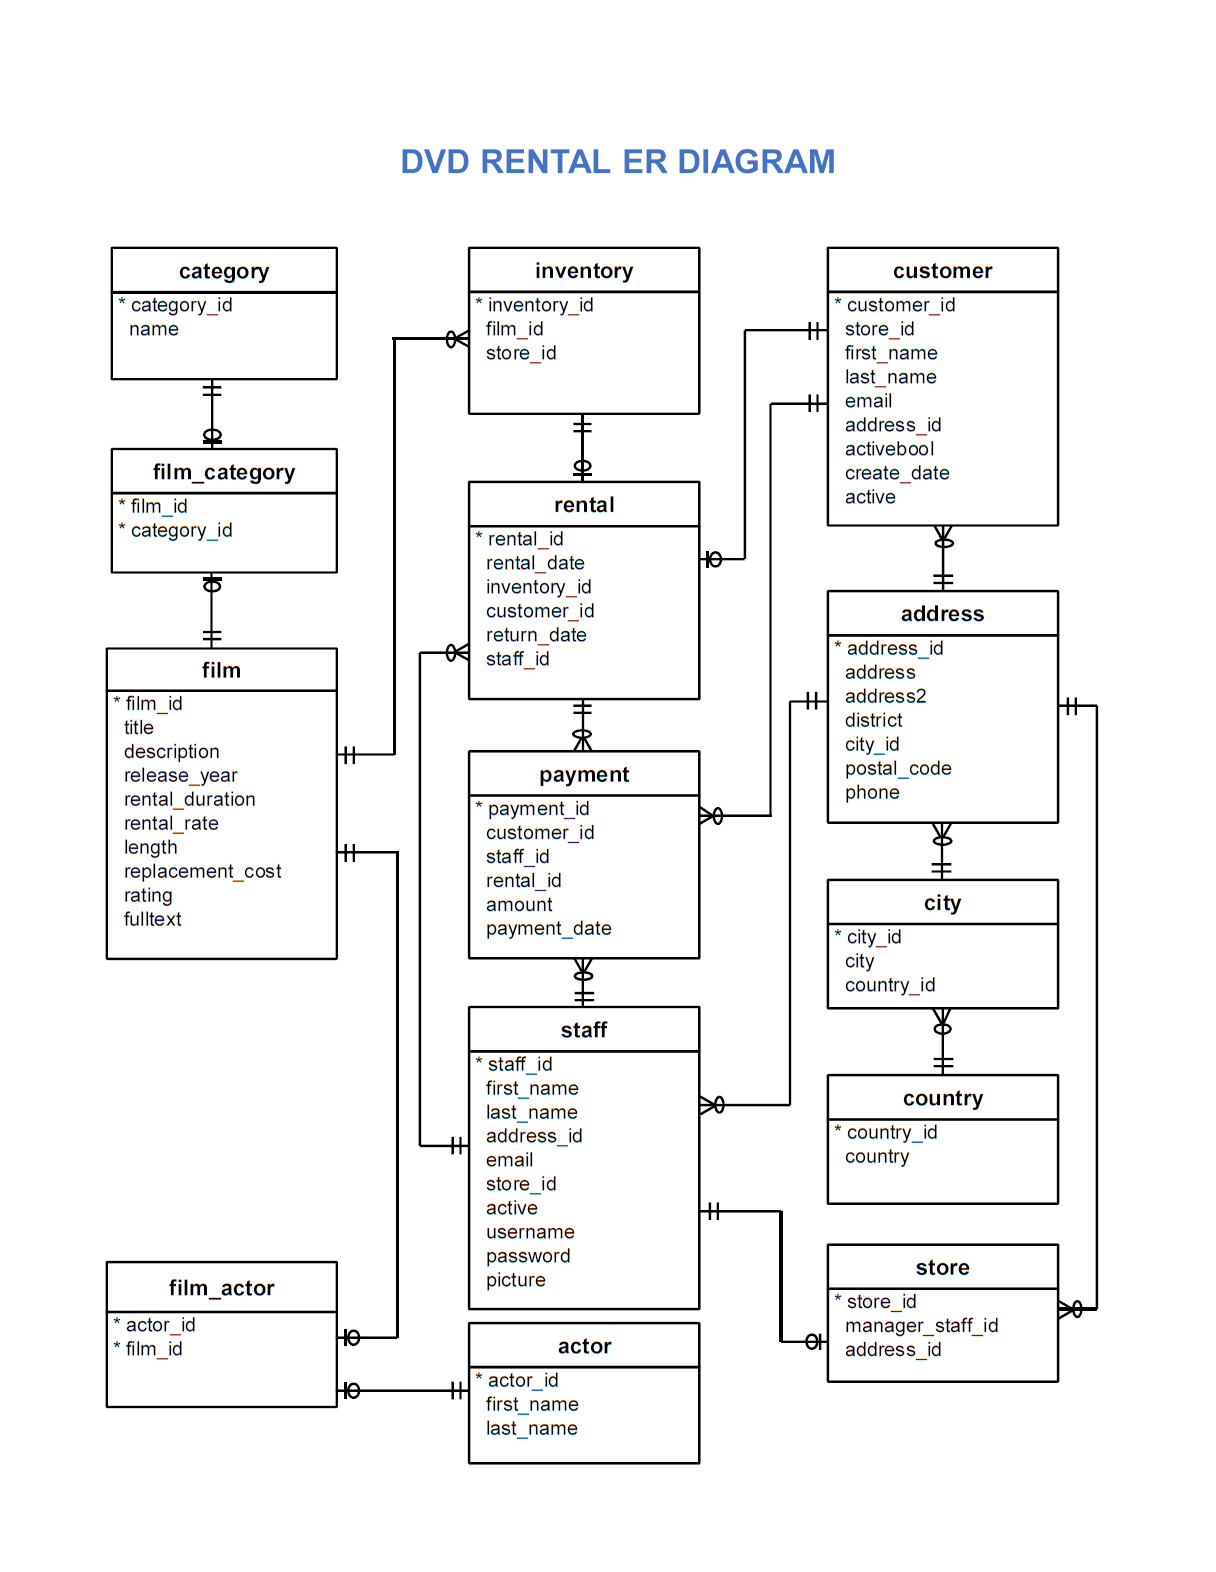 DVD RENTAL ER DIAGRAM
category
* category_id
name
film_category
* film_id
* category_id
film
* film_id
title
description
release_year
rental_duration
rental_rate
length
replacement_cost
rating
fulltext
film_actor
* actor_id
* film_id
inventory
* inventory_id
film_id
store_id
rental
* rental_id
rental_date
inventory_id
customer_id
return_date
staff_id
payment
* payment_id
customer_id
staff_id
rental_id
amount
payment_date
staff
* staff_id
first_name
last_name
address_id
email
store_id
active
username
password
picture
actor
* actor_id
first_name
last_name
customer
* customer_id
store_id
first_name
last_name
email
address_id
activebool
create_date
active
address
* address_id
address
address2
district
city_id
postal_code
phone
city
* city_id
city
country_id
country
* country_id
country
store
* store_id
manager_staff_id
address_id